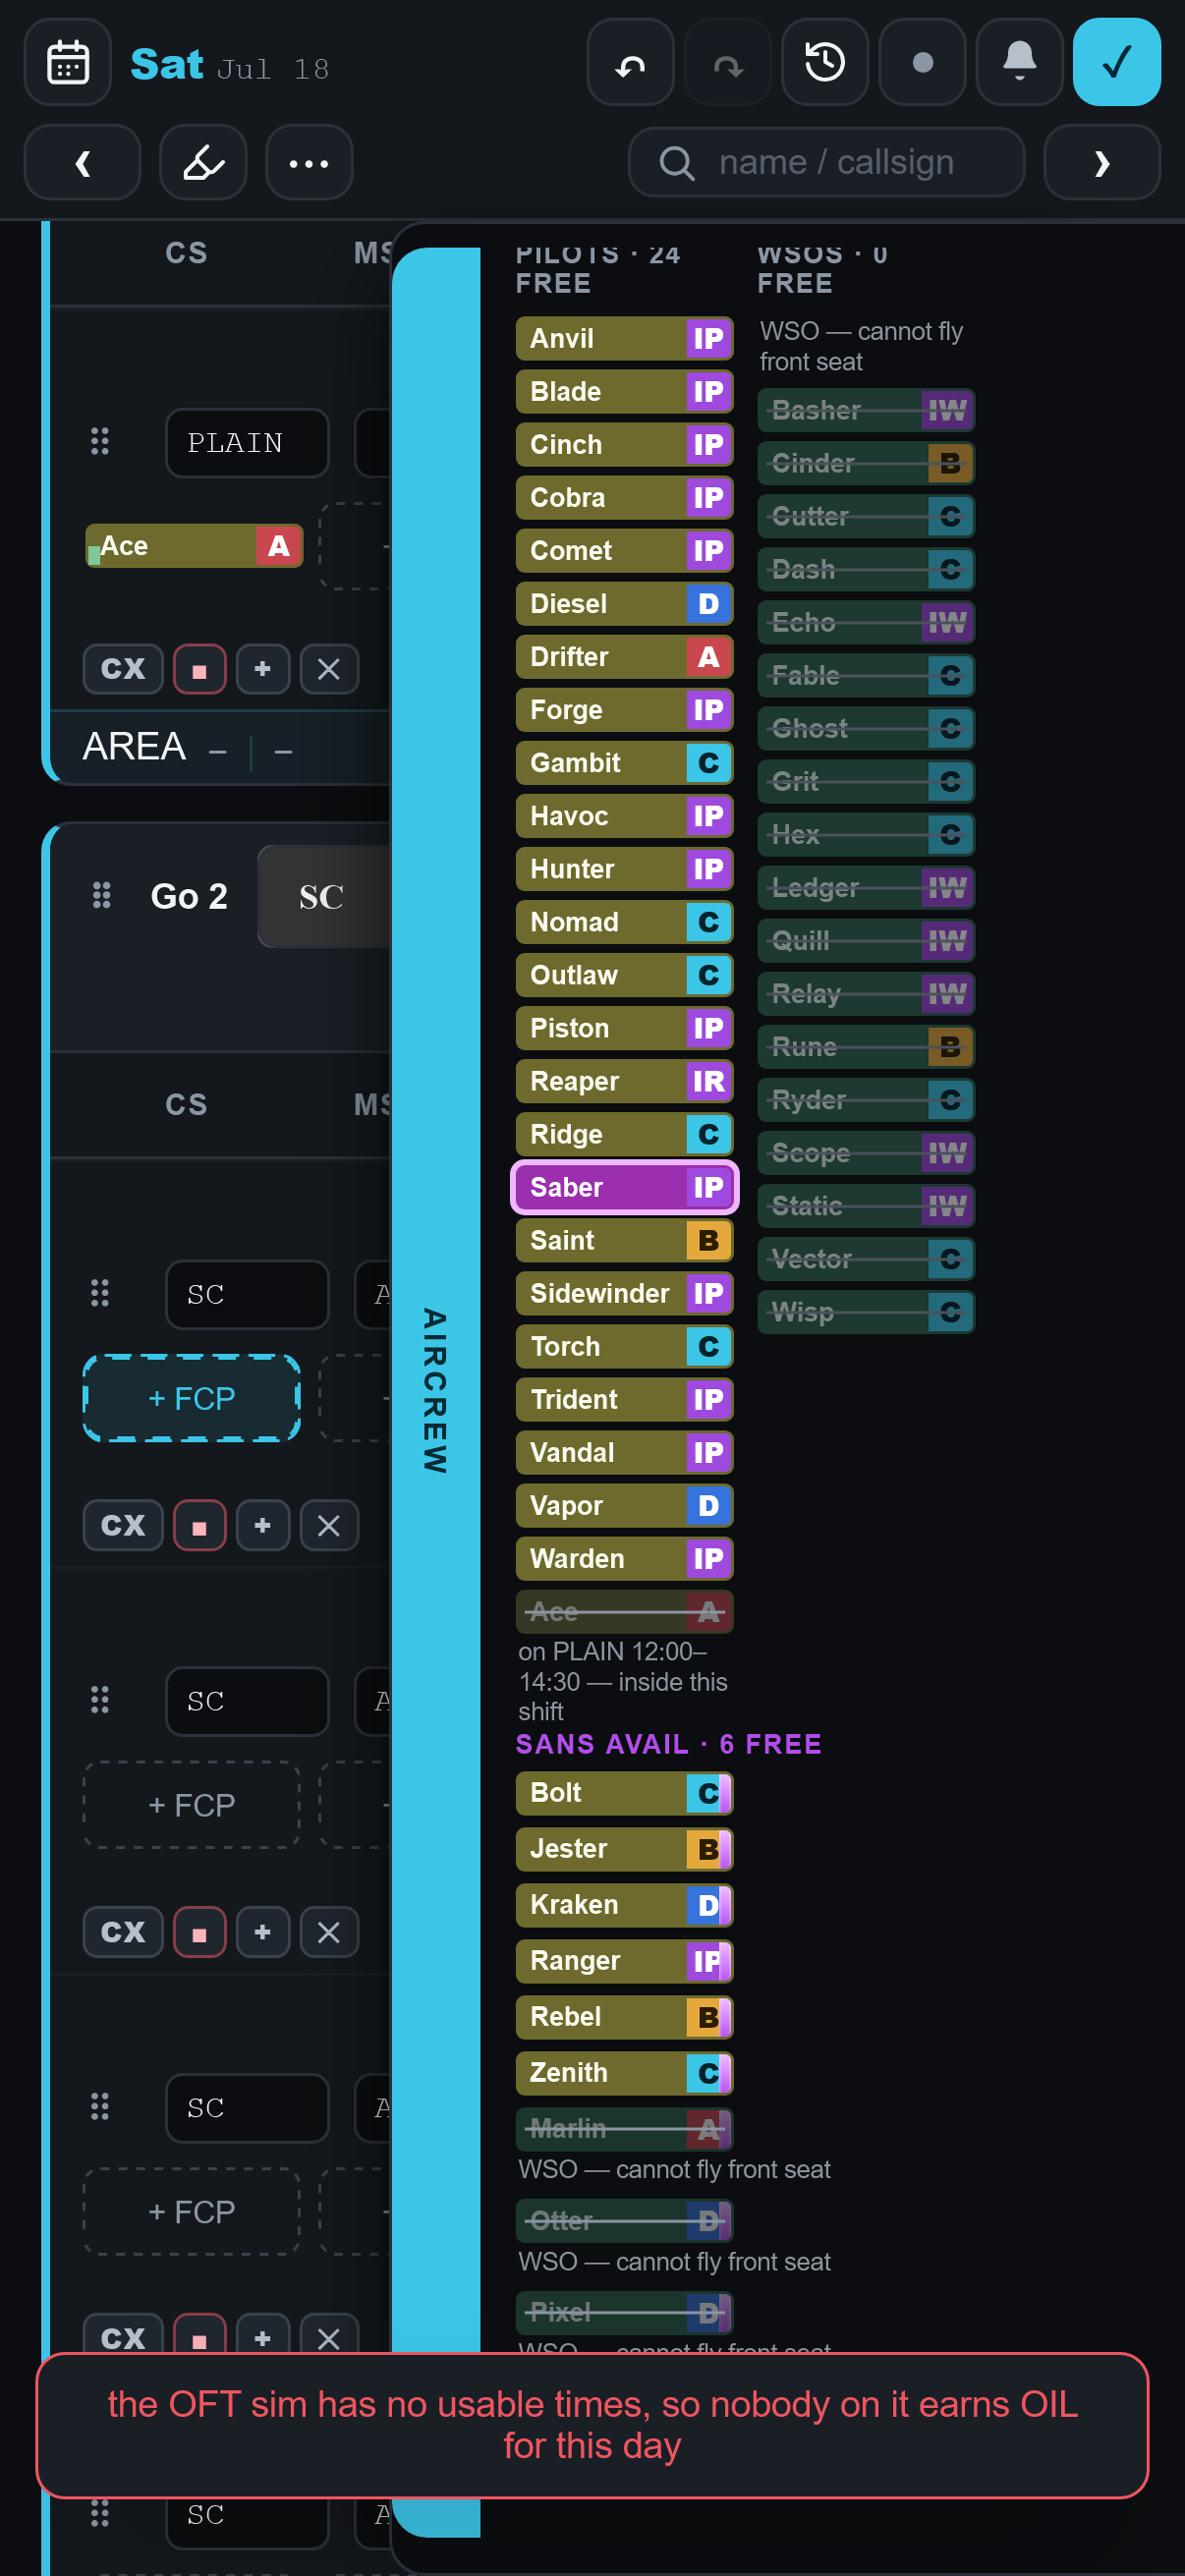 Sat Jul 18
name / callsign
CS MS
PLAIN
Ace A
CX +
AREA – | –
Go 2 SC
CS MS
SC A
+ FCP
CX +
SC A
+ FCP
CX +
SC A
+ FCP
CX +
SC A
AIRCREW
PILOTS · 24
FREE
Anvil IP
Blade IP
Cinch IP
Cobra IP
Comet IP
Diesel D
Drifter A
Forge IP
Gambit C
Havoc IP
Hunter IP
Nomad C
Outlaw C
Piston IP
Reaper IR
Ridge C
Saber IP
Saint B
Sidewinder IP
Torch C
Trident IP
Vandal IP
Vapor D
Warden IP
Ace A
on PLAIN 12:00–
14:30 — inside this
shift
WSOS · 0
FREE
WSO — cannot fly
front seat
Basher IW
Cinder B
Cutter C
Dash C
Echo IW
Fable C
Ghost C
Grit C
Hex C
Ledger IW
Quill IW
Relay IW
Rune B
Ryder C
Scope IW
Static IW
Vector C
Wisp C
SANS AVAIL · 6 FREE
Bolt C
Jester B
Kraken D
Ranger IP
Rebel B
Zenith C
Marlin A
WSO — cannot fly front seat
Otter D
WSO — cannot fly front seat
Pixel D
WSO — cannot fly front seat
the OFT sim has no usable times, so nobody on it earns OIL
for this day